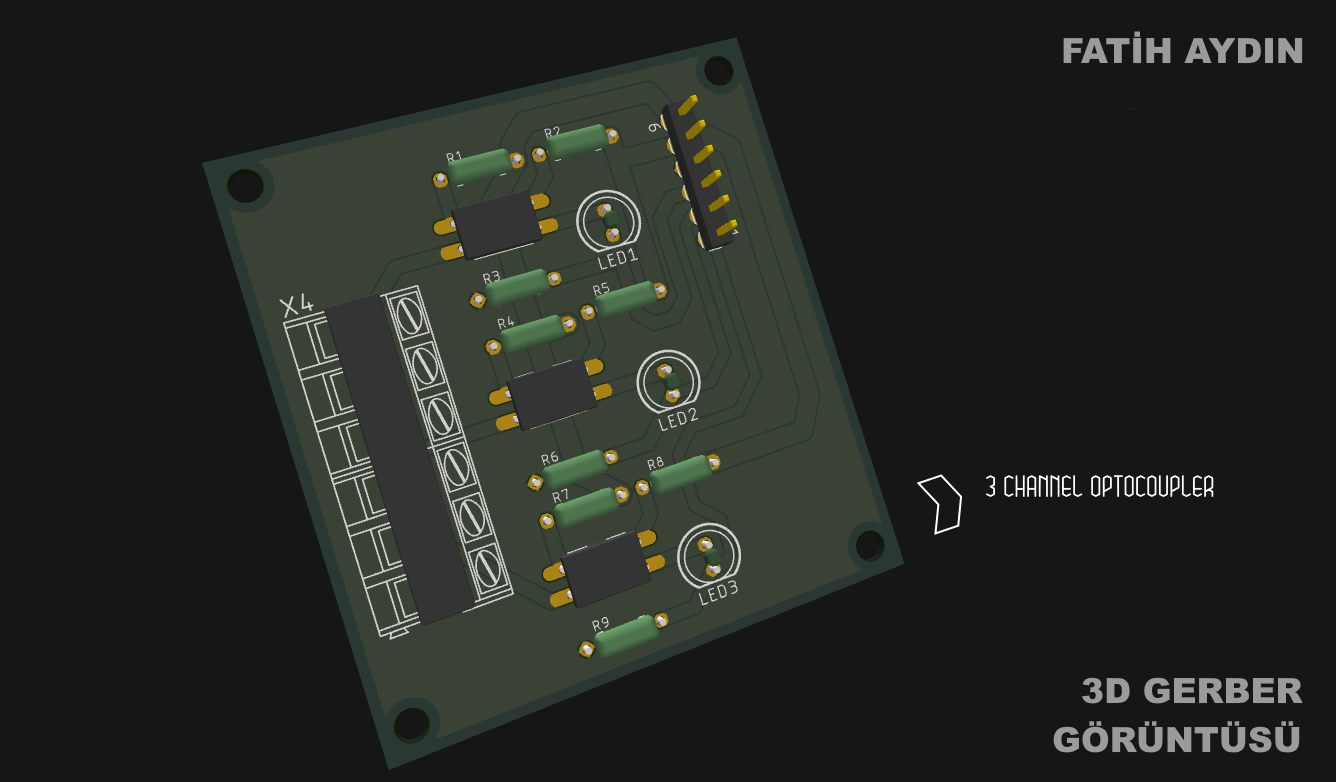 FATİH AYDIN
R2
6
R1
LED1
R3
R5
X4
R4
1
LED2
R6
R8
3 CHANNEL OPTOCOUPLER
R7
LED3
R9
3D GERBER
GÖRÜNTÜSÜ